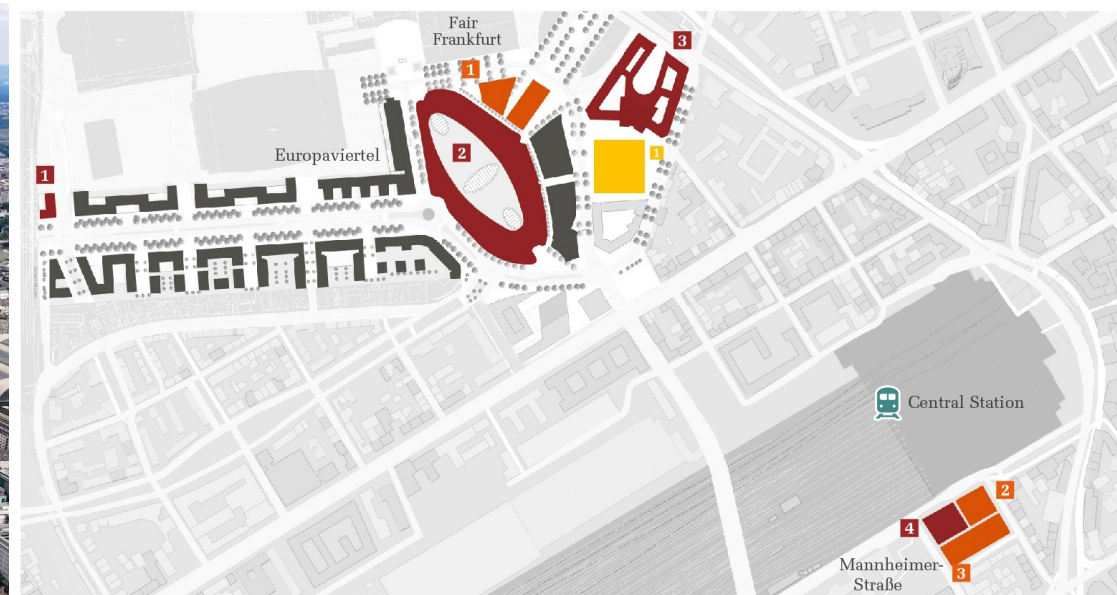 Fair
Frankfurt
3
1
2
Europaviertel
1
1
Central Station
2
4
Mannheimer-
Straße
3